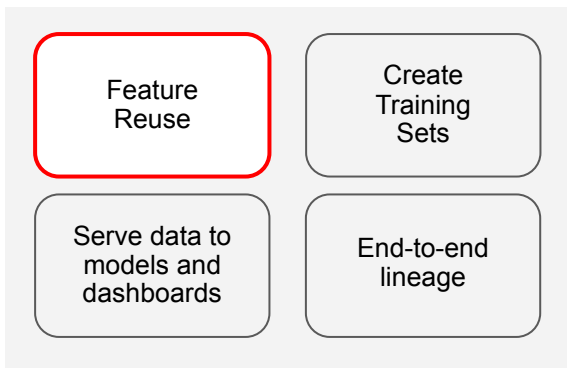 Feature
Reuse
Create
Training
Sets
Serve data to
models and
dashboards
End-to-end
lineage